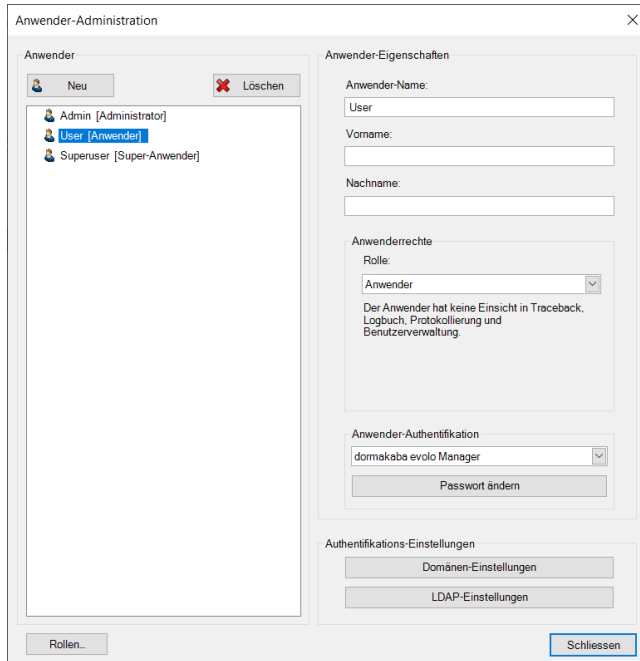 Anwender-Administration
Anwender
Neu
Löschen
Admin [Administrator]
User [Anwender]
Superuser [Super-Anwender]
Rollen...
Anwender-Eigenschaften
Anwender-Name:
User
Vorname:
Nachname:
Anwenderrechte
Rolle:
Anwender
Der Anwender hat keine Einsicht in Traceback,
Logbuch, Protokollierung und
Benutzerverwaltung.
Anwender-Authentifikation
dormakaba evolo Manager
Passwort ändern
Authentifikations-Einstellungen
Domänen-Einstellungen
LDAP-Einstellungen
Schliessen